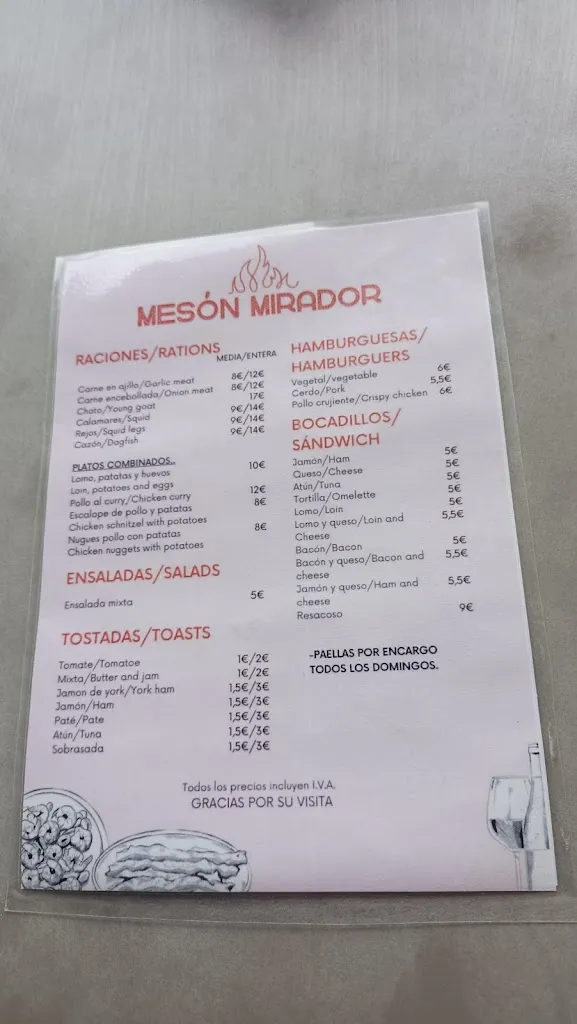 MESÓN MIRADOR
RACIONES/RATIONS
MEDIA/ENTERA
Carne en ajillo/Garlic meat 8€/12€
Carne encebollada/Onion meat 8€/12€
Choto/Young goat 17€
Calamares/Squid 9€/14€
Rejos/Squid legs 9€/14€
Cazón/Dogfish 9€/14€
PLATOS COMBINADOS..
Lomo, patatas y huevos 10€
Loin, potatoes and eggs
Pollo al curry/Chicken curry 12€
Escalope de pollo y patatas 8€
Chicken schnitzel with potatoes
Nugues pollo con patatas 8€
Chicken nuggets with potatoes
ENSALADAS/SALADS
Ensalada mixta 5€
TOSTADAS/TOASTS
Tomate/Tomatoe 1€/2€
Mixta/Butter and jam 1€/2€
Jamon de york/York ham 1,5€/3€
Jamón/Ham 1,5€/3€
Paté/Pate 1,5€/3€
Atún/Tuna 1,5€/3€
Sobrasada 1,5€/3€
HAMBURGUESAS/
HAMBURGUERS
Vegetal/vegetable 6€
Cerdo/Pork 5,5€
Pollo crujiente/Crispy chicken 6€
BOCADILLOS/
SÁNDWICH
Jamón/Ham 5€
Queso/Cheese 5€
Atún/Tuna 5€
Tortilla/Omelette 5€
Lomo/Loin 5€
Lomo y queso/Loin and 5,5€
Cheese
Bacón/Bacon 5€
Bacón y queso/Bacon and 5,5€
cheese
Jamón y queso/Ham and 5,5€
cheese
Resacoso 9€
-PAELLAS POR ENCARGO
TODOS LOS DOMINGOS.
Todos los precios incluyen I.V.A.
GRACIAS POR SU VISITA